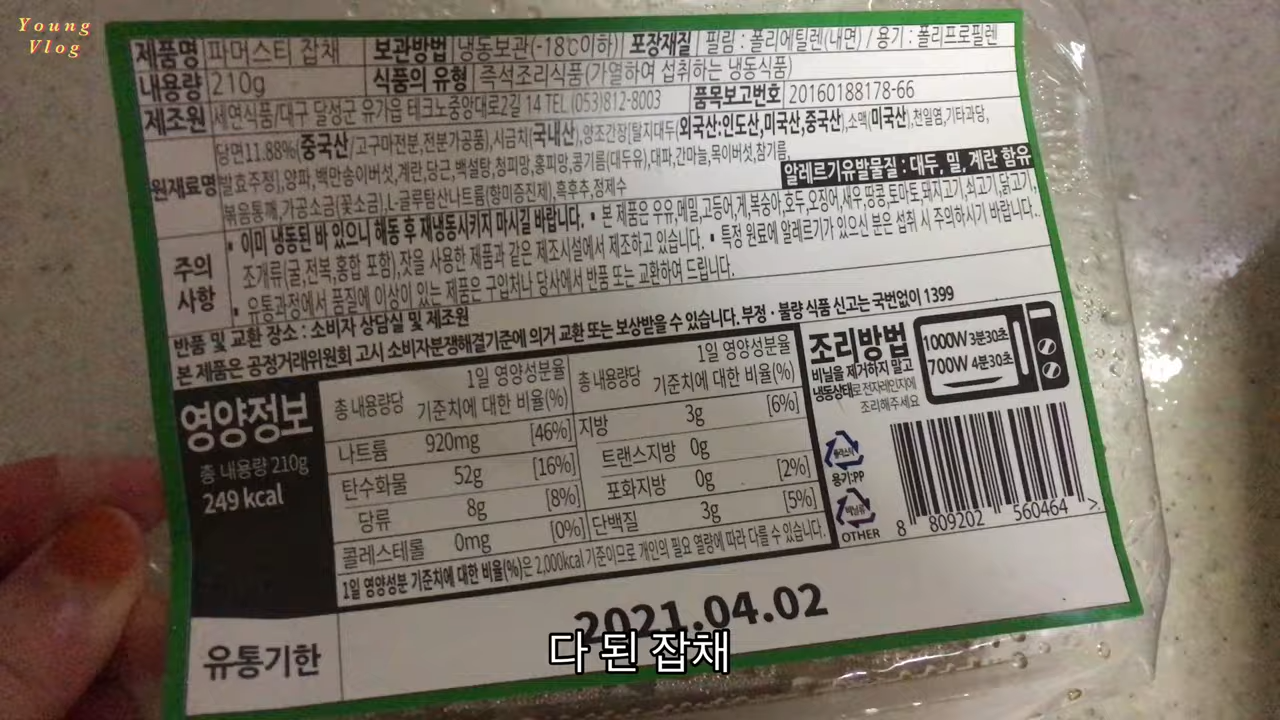 Young
Vlog
제품명 파머스티 잡채 보관방법 냉동보관(-18℃이하) 포장재질 필림 : 폴리에틸렌(내면) / 용기 : 폴리프로필렌
내용량 210g 식품의 유형 즉석조리식품(가열하여 섭취하는 냉동식품)
제조원 세연식품/대구 달성군 유가읍 테크노중앙대로2길 14 TEL (053)812-8003 품목보고번호 20160188178-66
원재료명 당면11.88%(중국산/고구마전분,전분가공품),시금치(국내산),양조간장[탈지대두(외국산:인도산,미국산,중국산),소맥(미국산),천일염,기타과당,
발효주정],양파,백만송이버섯,계란,당근,백설탕,청피망,홍피망,콩기름(대두유),대파,간마늘,목이버섯,참기름,
볶음통깨,가공소금(꽃소금),L-글루탐산나트륨(향미증진제),흑후추,정제수
알레르기유발물질 : 대두, 밀, 계란 함유
주의
사항
▪ 이미 냉동된 바 있으니 해동 후 재냉동시키지 마시길 바랍니다. ▪ 본 제품은 우유,메밀,고등어,게,복숭아,호두,오징어,새우,땅콩,토마토,돼지고기,쇠고기,닭고기,
조개류(굴,전복,홍합 포함),잣을 사용한 제품과 같은 제조시설에서 제조하고 있습니다. ▪ 특정 원료에 알레르기가 있으신 분은 섭취 시 주의하시기 바랍니다.
▪ 유통과정에서 품질에 이상이 있는 제품은 구입처나 당사에서 반품 또는 교환하여 드립니다.
반품 및 교환 장소 : 소비자 상담실 및 제조원
본 제품은 공정거래위원회 고시 소비자분쟁해결기준에 의거 교환 또는 보상받을 수 있습니다. 부정 · 불량 식품 신고는 국번없이 1399
영양정보
총 내용량 210g
249 kcal
총 내용량당 1일 영양성분율 기준치에 대한 비율(%) 총 내용량당 1일 영양성분율 기준치에 대한 비율(%)
나트륨 920mg [46%] 지방 3g [6%]
탄수화물 52g [16%] 트랜스지방 0g
당류 8g [8%] 포화지방 0g [2%]
콜레스테롤 0mg [0%] 단백질 3g [5%]
1일 영양성분 기준치에 대한 비율(%)은 2,000kcal 기준이므로 개인의 필요 열량에 따라 다를 수 있습니다.
조리방법
비닐을 제거하지 말고
냉동상태로 전자레인지에
조리해주세요
1000W 3분30초
700W 4분30초
플라스틱
용기:PP
비닐류
OTHER
8 809202 560464 >
유통기한 2021.04.02
다 된 잡채